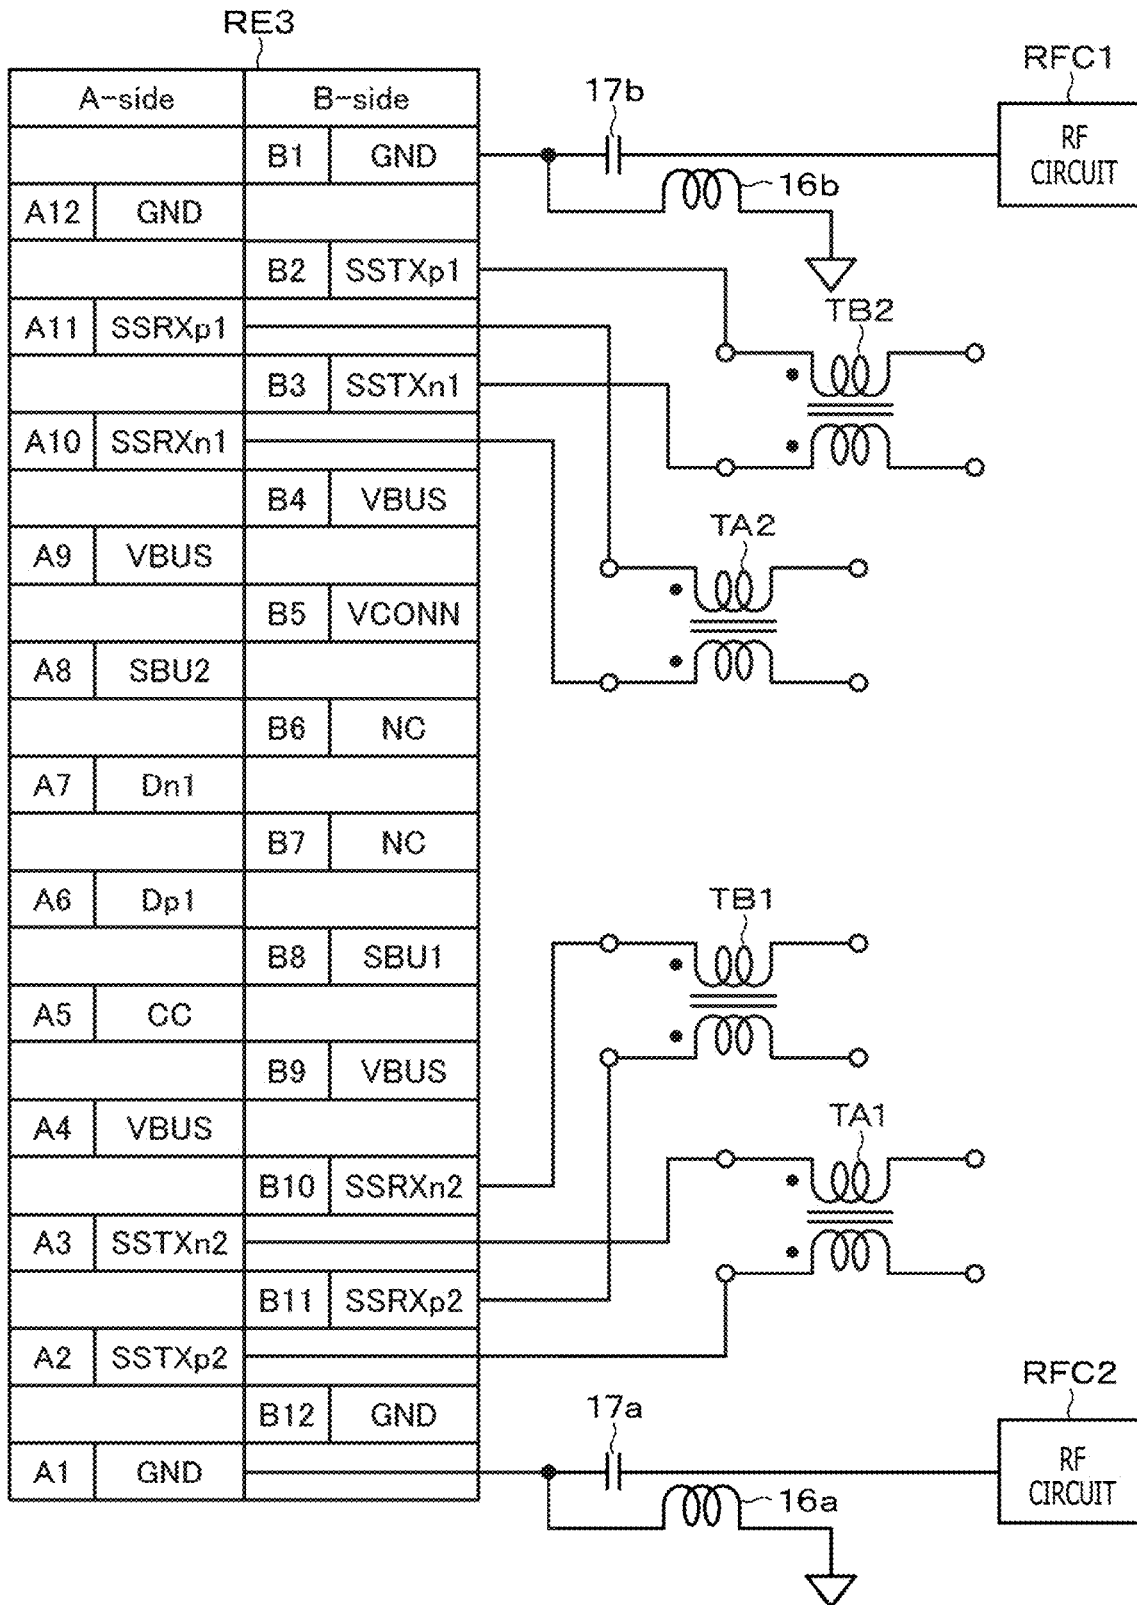 RE3
A-side B-side
B1 GND
A12 GND
B2 SSTXp1
A11 SSRXp1
B3 SSTXn1
A10 SSRXn1
B4 VBUS
A9 VBUS
B5 VCONN
A8 SBU2
B6 NC
A7 Dn1
B7 NC
A6 Dp1
B8 SBU1
A5 CC
B9 VBUS
A4 VBUS
B10 SSRXn2
A3 SSTXn2
B11 SSRXp2
A2 SSTXp2
B12 GND
A1 GND
17b
16b
RFC1
RF
CIRCUIT
TB2
TA2
TB1
TA1
17a
16a
RFC2
RF
CIRCUIT